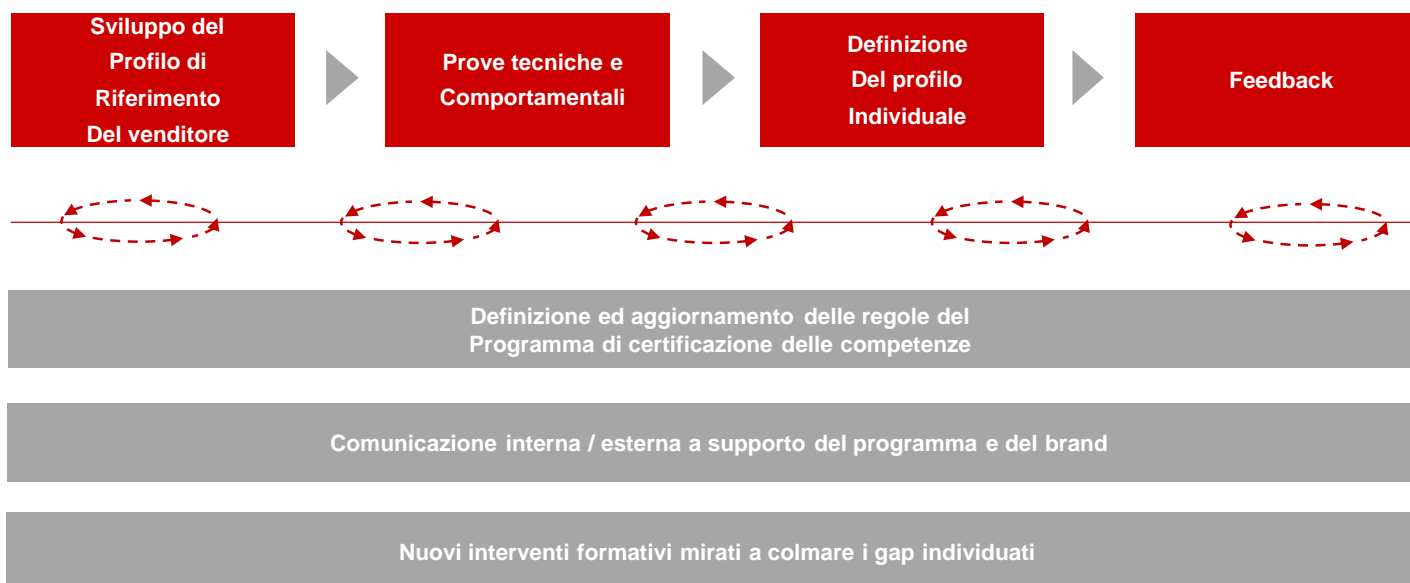 Sviluppo del
Profilo di
Riferimento
Del venditore
Prove tecniche e
Comportamentali
Definizione
Del profilo
Individuale
Feedback
Definizione ed aggiornamento delle regole del
Programma di certificazione delle competenze
Comunicazione interna / esterna a supporto del programma e del brand
Nuovi interventi formativi mirati a colmare i gap individuati